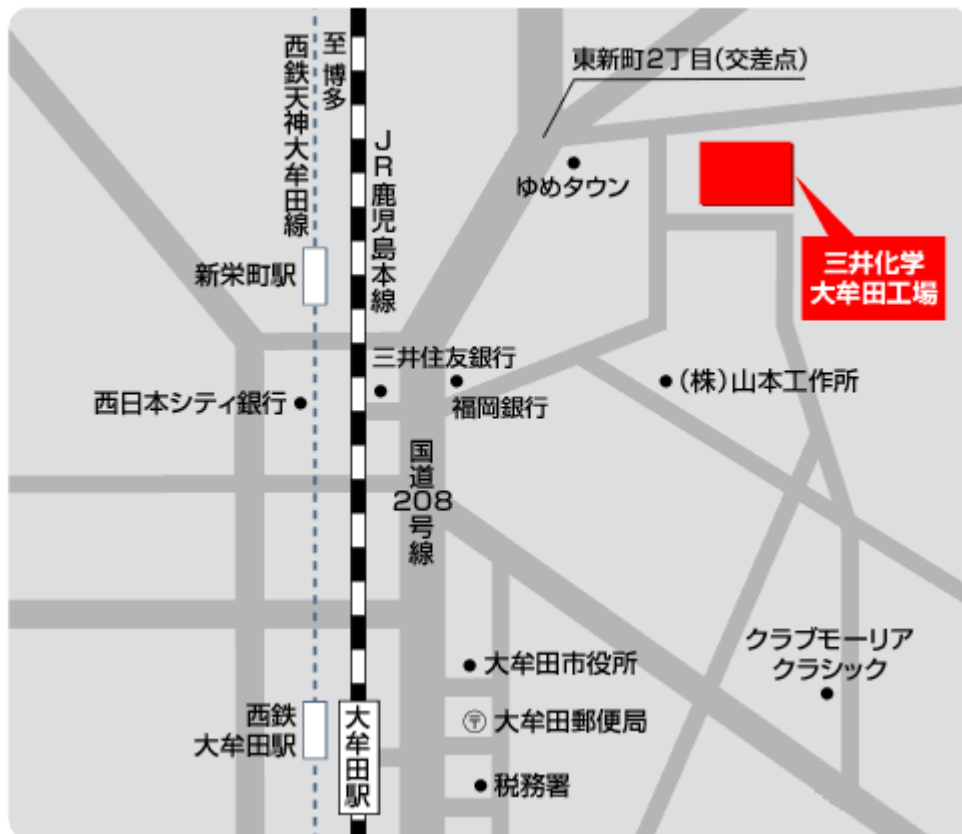 西鉄天神大牟田線
至 博多
JR鹿児島本線
東新町2丁目(交差点)
ゆめタウン
三井化学
大牟田工場
新栄町駅
三井住友銀行
西日本シティ銀行
福岡銀行
(株)山本工作所
国道
208
号線
大牟田市役所
クラブモーリア
クラシック
西鉄
大牟田駅
大牟田駅
〒 大牟田郵便局
税務署